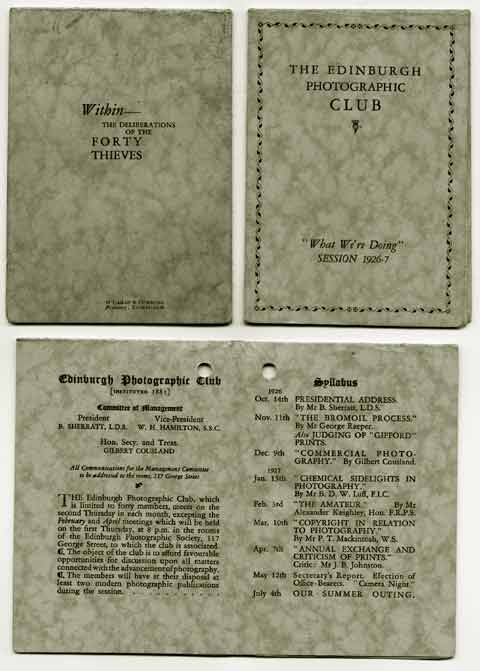 Within—
THE DELIBERATIONS
OF THE
FORTY
THIEVES
THE EDINBURGH
PHOTOGRAPHIC
CLUB
"What We're Doing"
SESSION 1926-7
Edinburgh Photographic Club
[INSTITUTED 1881]
Committee of Management
President
Vice-President
B. SHERRATT, L.D.S.
W. H. HAMILTON, S.S.C.
Hon. Secy. and Treas.
GILBERT COUSLAND
All Communications for the Management Committee
to be addressed to the rooms, 117 George Street
THE Edinburgh Photographic Club, which
is limited to forty members, meets on the
second Thursday in each month, excepting the
February and April meetings which will be held
on the first Thursday, at 8 p.m. in the rooms
of the Edinburgh Photographic Society, 117
George Street, to which the club is associated.
The object of the club is to afford favourable
opportunities for discussion upon all matters
connected with the advancement of photography.
The members will have at their disposal at
least two modern photographic publications
during the session. . . . . . . . . . .
Syllabus
1926
Oct. 14th PRESIDENTIAL ADDRESS.
By Mr B. Sherratt, L.D.S.
Nov. 11th "THE BROMOIL PROCESS."
By Mr George Raeper.
Also JUDGING OF "GIFFORD"
PRINTS.
Dec. 9th "COMMERCIAL PHOTO-
GRAPHY." By Gilbert Cousland.
1927
Jan. 13th "CHEMICAL SIDELIGHTS IN
PHOTOGRAPHY."
By Mr B. D. W. Luff, F.I.C.
Feb. 3rd "THE AMATEUR." By Mr
Alexander Keighley, Hon. F.R.P.S.
Mar. 10th "COPYRIGHT IN RELATION
TO PHOTOGRAPHY."
By Mr P. T. Mackintosh, W.S.
Apr. 7th "ANNUAL EXCHANGE AND
CRITICISM OF PRINTS."
Critic: Mr J. B. Johnston.
May 12th Secretary's Report. Election of
Office-Bearers. "Camera Night."
July 4th OUR SUMMER OUTING.